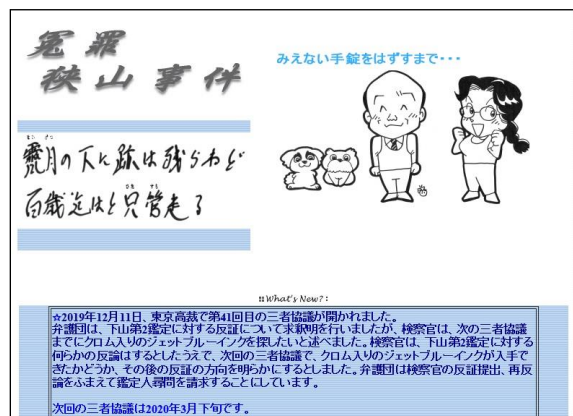 冤罪
狭山事件
みえない手錠をはずすまで・・・
月の下に跡は残らねど
百歳迄はと只管走る
What's New?
☆2019年12月11日、東京高裁で第41回目の三者協議が開かれました。
弁護団は、下山第2鑑定に対する反証について求釈明を行いましたが、検察官は、次の三者協議
までにクロム入りのジェットブルーインクを探したいと述べました。検察官は、下山第2鑑定に対する
何らかの反論はするとしたうえで、次回の三者協議で、クロム入りのジェットブルーインクが入手で
きたかどうか、その後の反証の方向を明らかにするとしました。弁護団は検察官の反証提出、再反
論をふまえて鑑定人尋問を請求することにしています。
次回の三者協議は2020年3月下旬です。